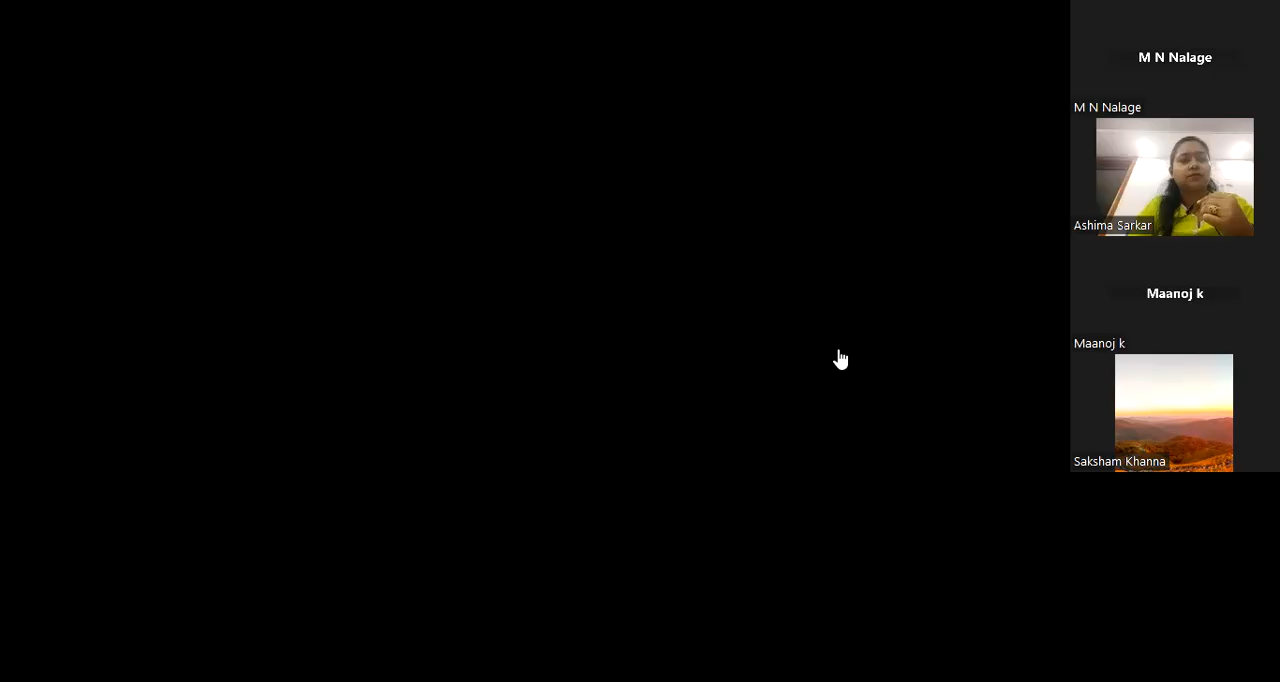 M N Nalage
M N Nalage
Ashima Sarkar
Maanoj k
Maanoj k
Saksham Khanna